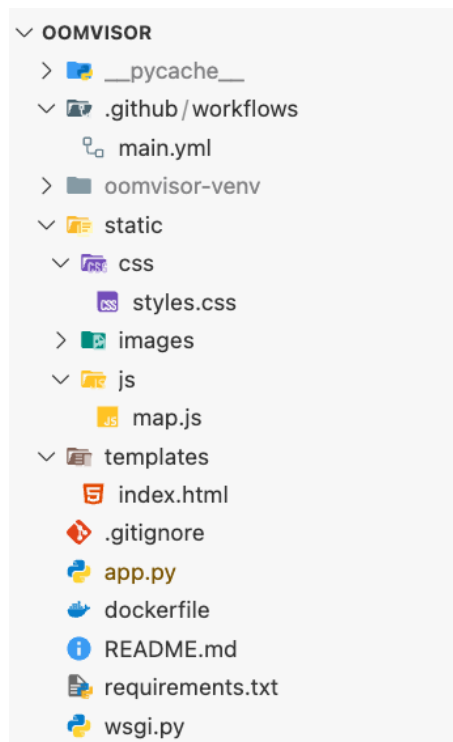 OOMVISOR
__pycache__
.github/workflows
main.yml
oomvisor-venv
static
css
styles.css
images
js
map.js
templates
index.html
.gitignore
app.py
dockerfile
README.md
requirements.txt
wsgi.py